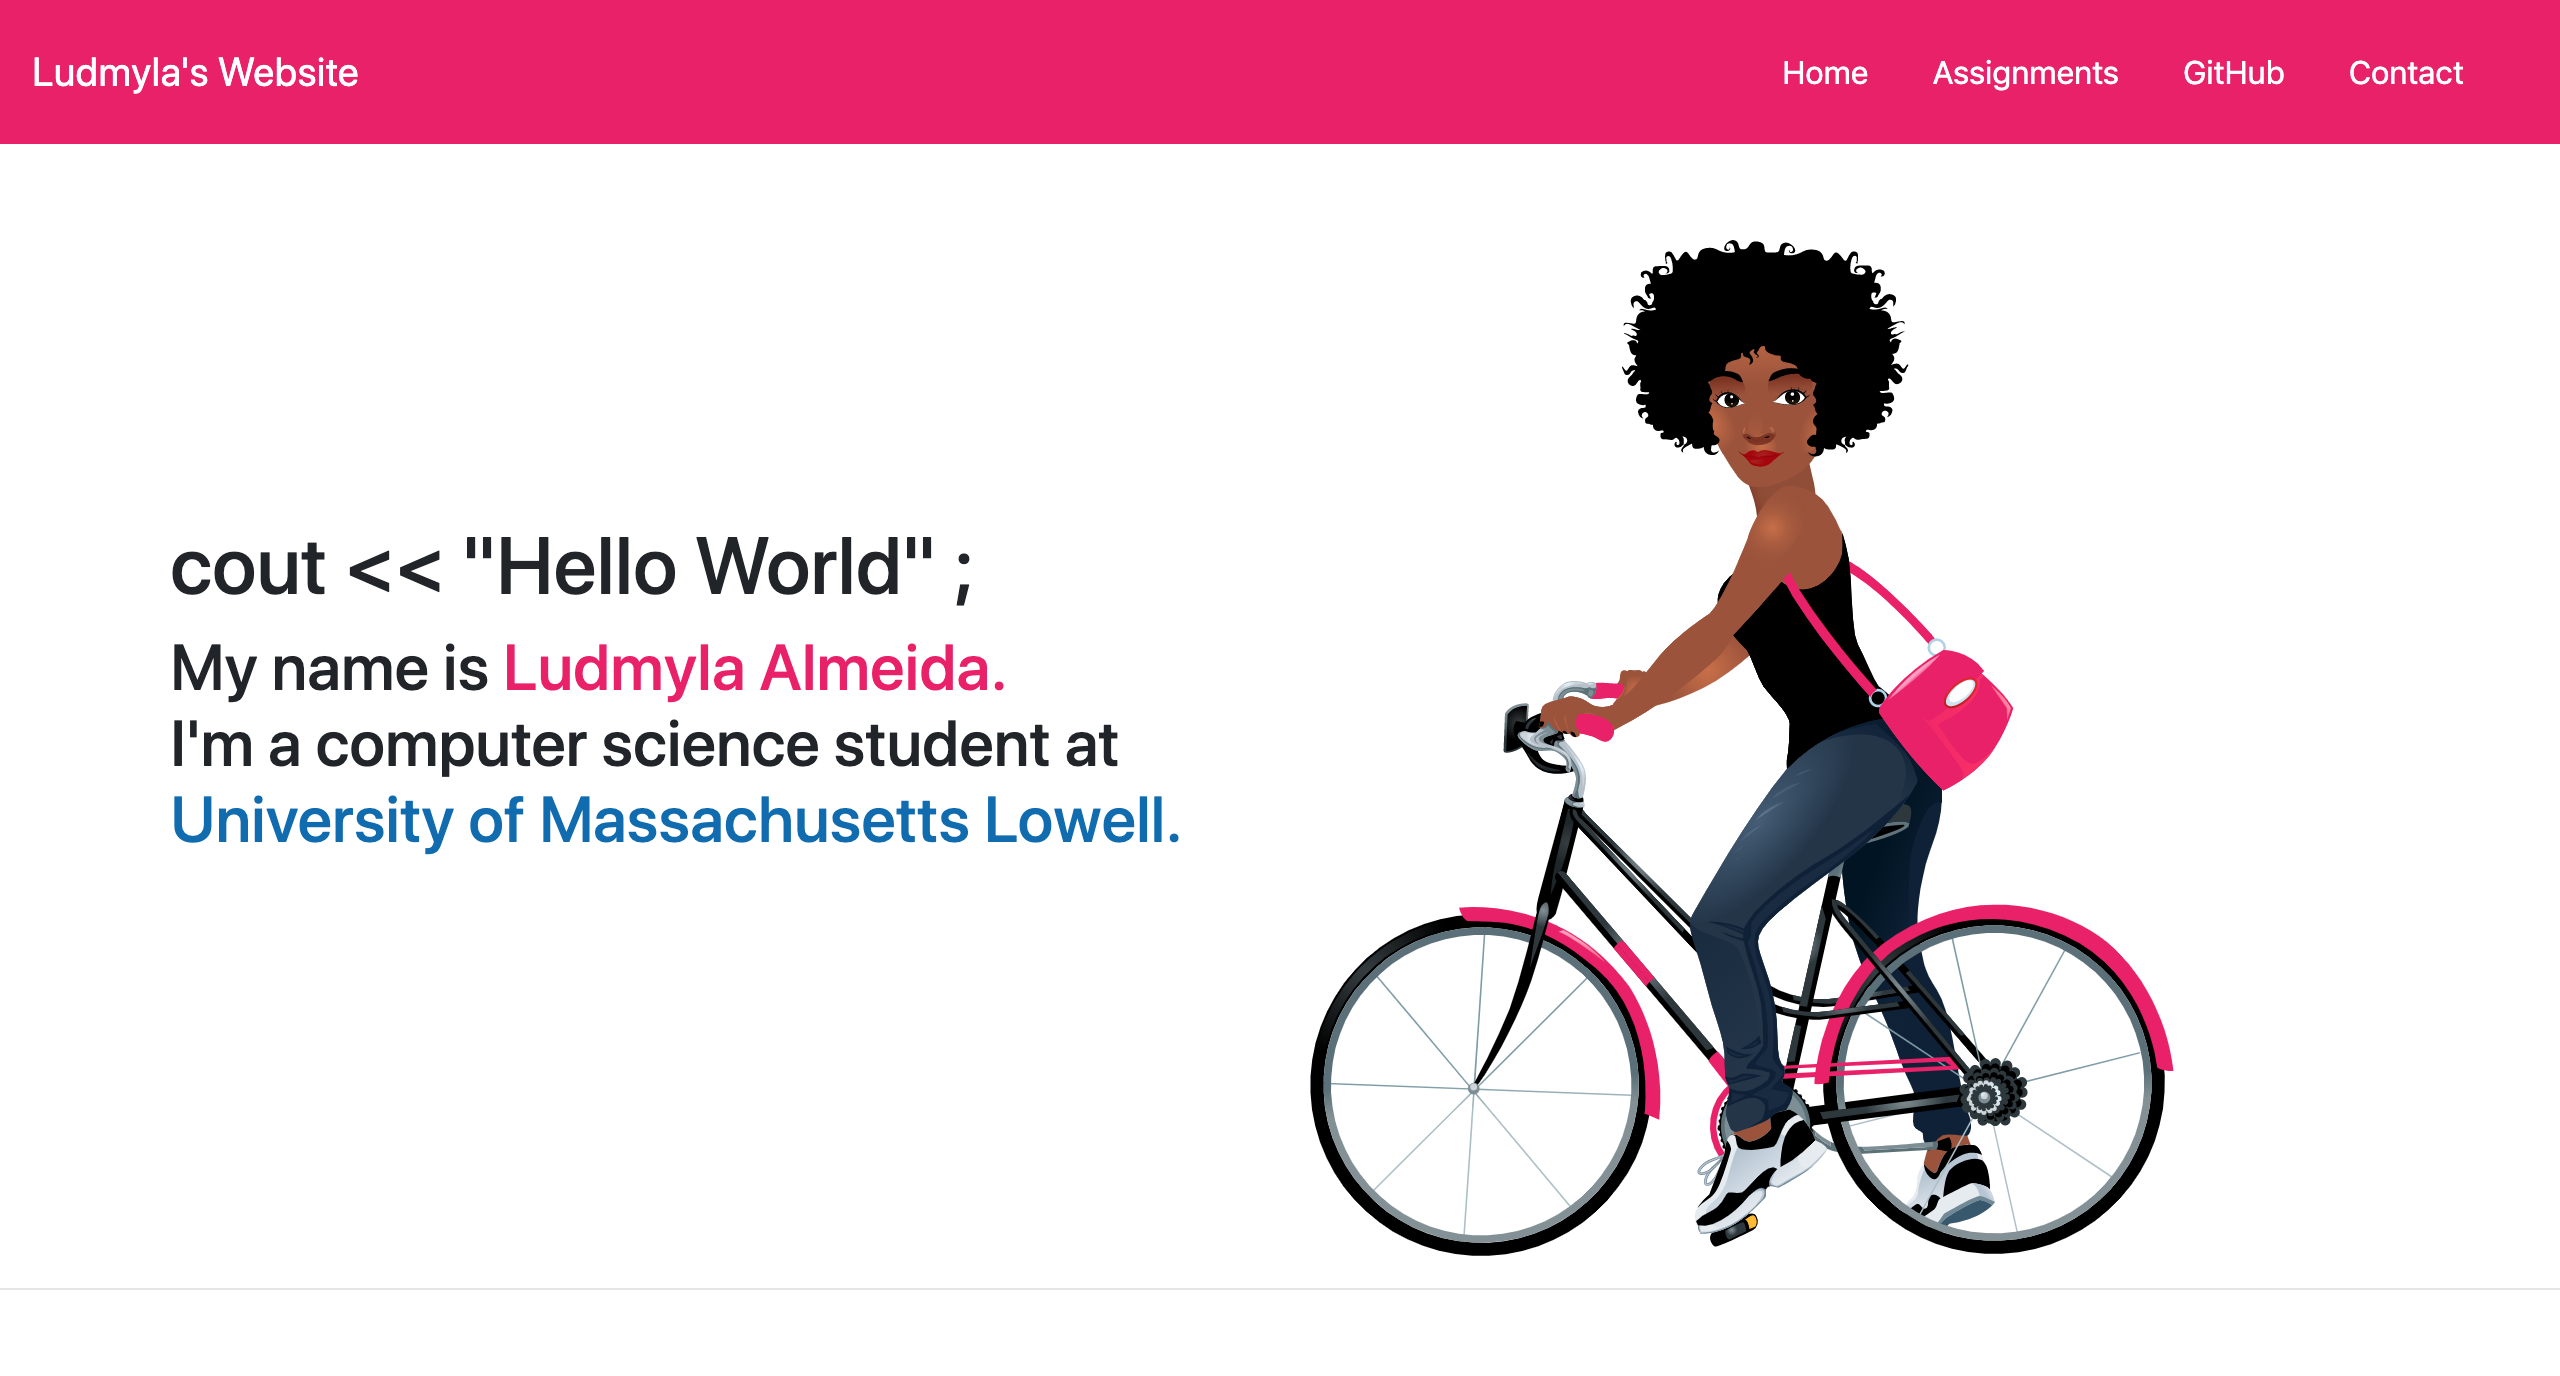 Ludmyla's Website
Home Assignments GitHub Contact
cout << "Hello World" ;
My name is Ludmyla Almeida.
I'm a computer science student at
University of Massachusetts Lowell.